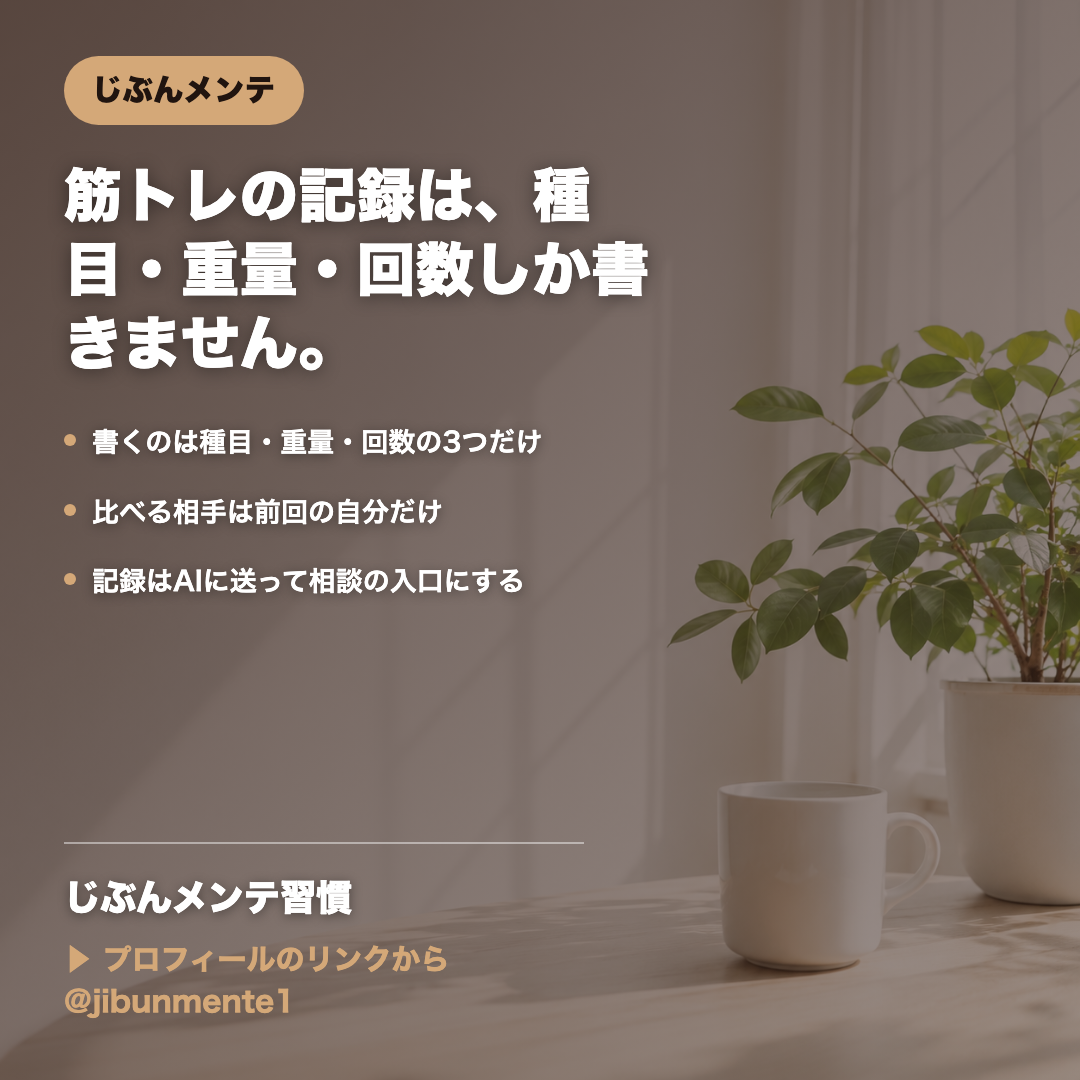 じぶんメンテ
筋トレの記録は、種
目・重量・回数しか書
きません。
書くのは種目・重量・回数の3つだけ
比べる相手は前回の自分だけ
記録はAIに送って相談の入口にする
じぶんメンテ習慣
▶ プロフィールのリンクから
@jibunmente1